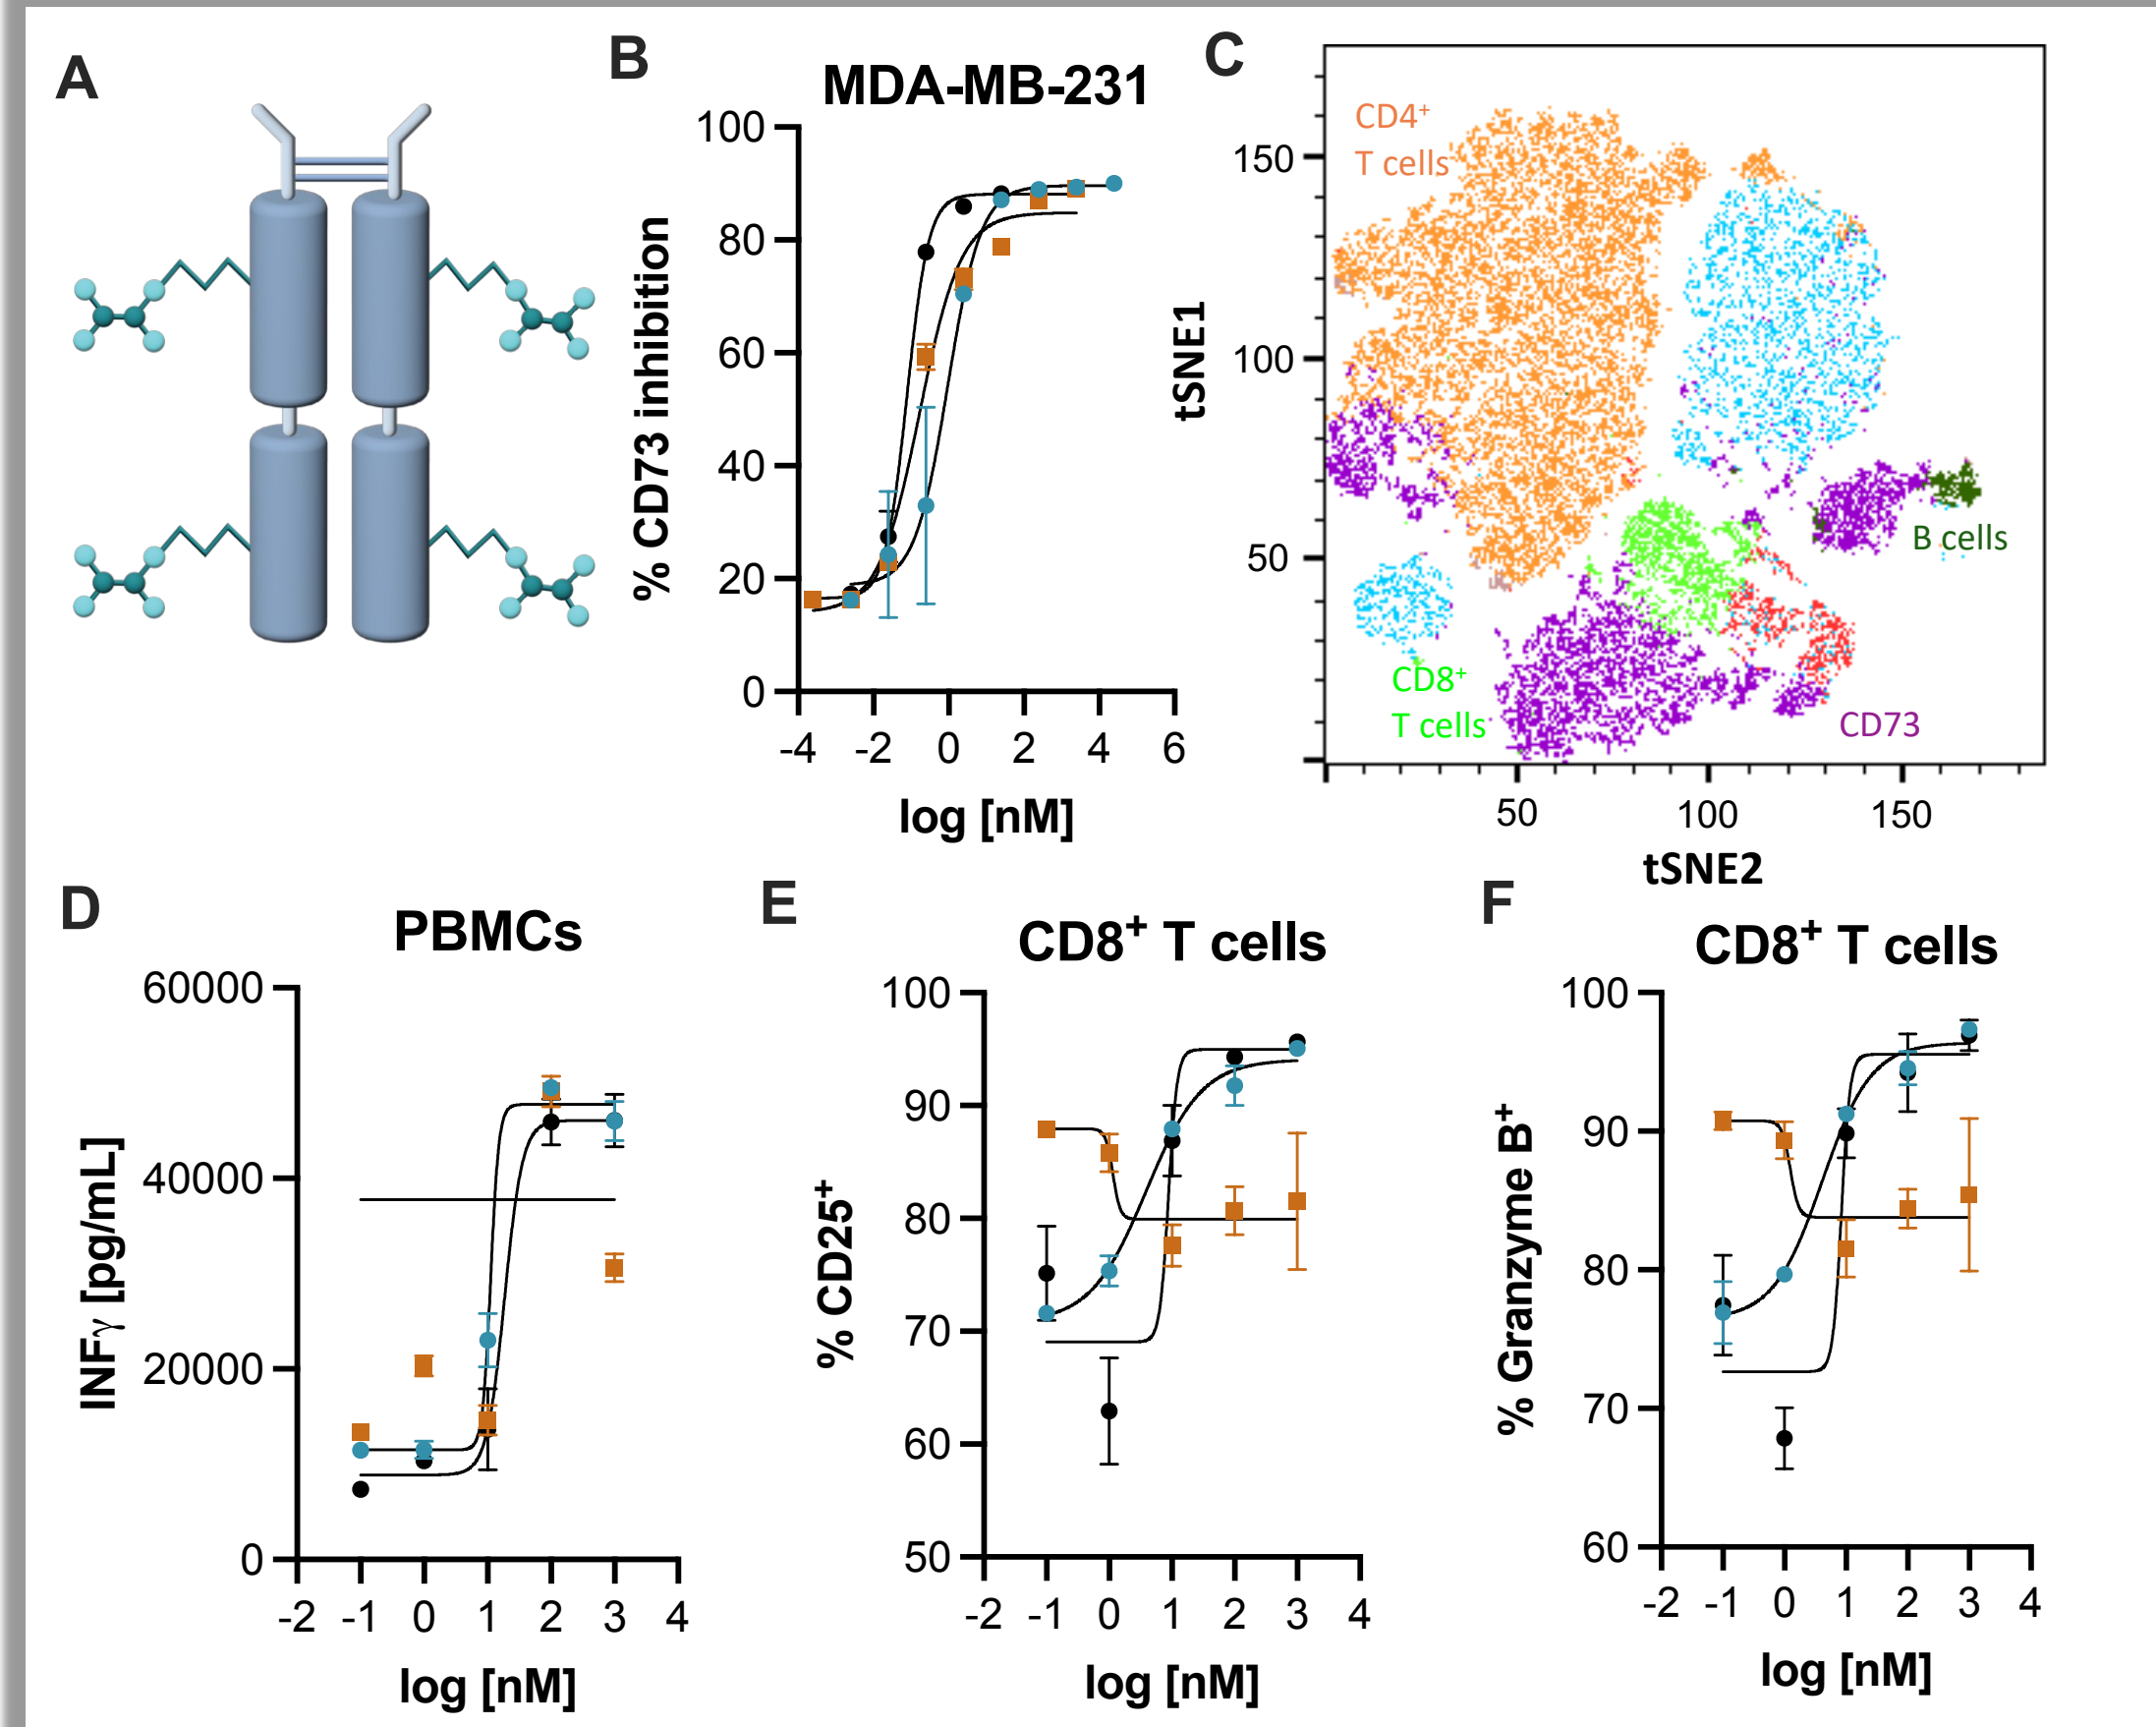 A
B
MDA-MB-231
100
80
60
40
20
0
% CD73 inhibition
-4 -2 0 2 4 6
log [nM]
C
CD4⁺
T cells
150
100
50
tSNE1
B cells
CD8⁺
T cells
CD73
50 100 150
tSNE2
D
PBMCs
60000
40000
20000
0
INFγ [pg/mL]
-2 -1 0 1 2 3 4
log [nM]
E
CD8⁺ T cells
100
90
80
70
60
50
% CD25⁺
-2 -1 0 1 2 3 4
log [nM]
F
CD8⁺ T cells
100
90
80
70
60
% Granzyme B⁺
-2 -1 0 1 2 3 4
log [nM]